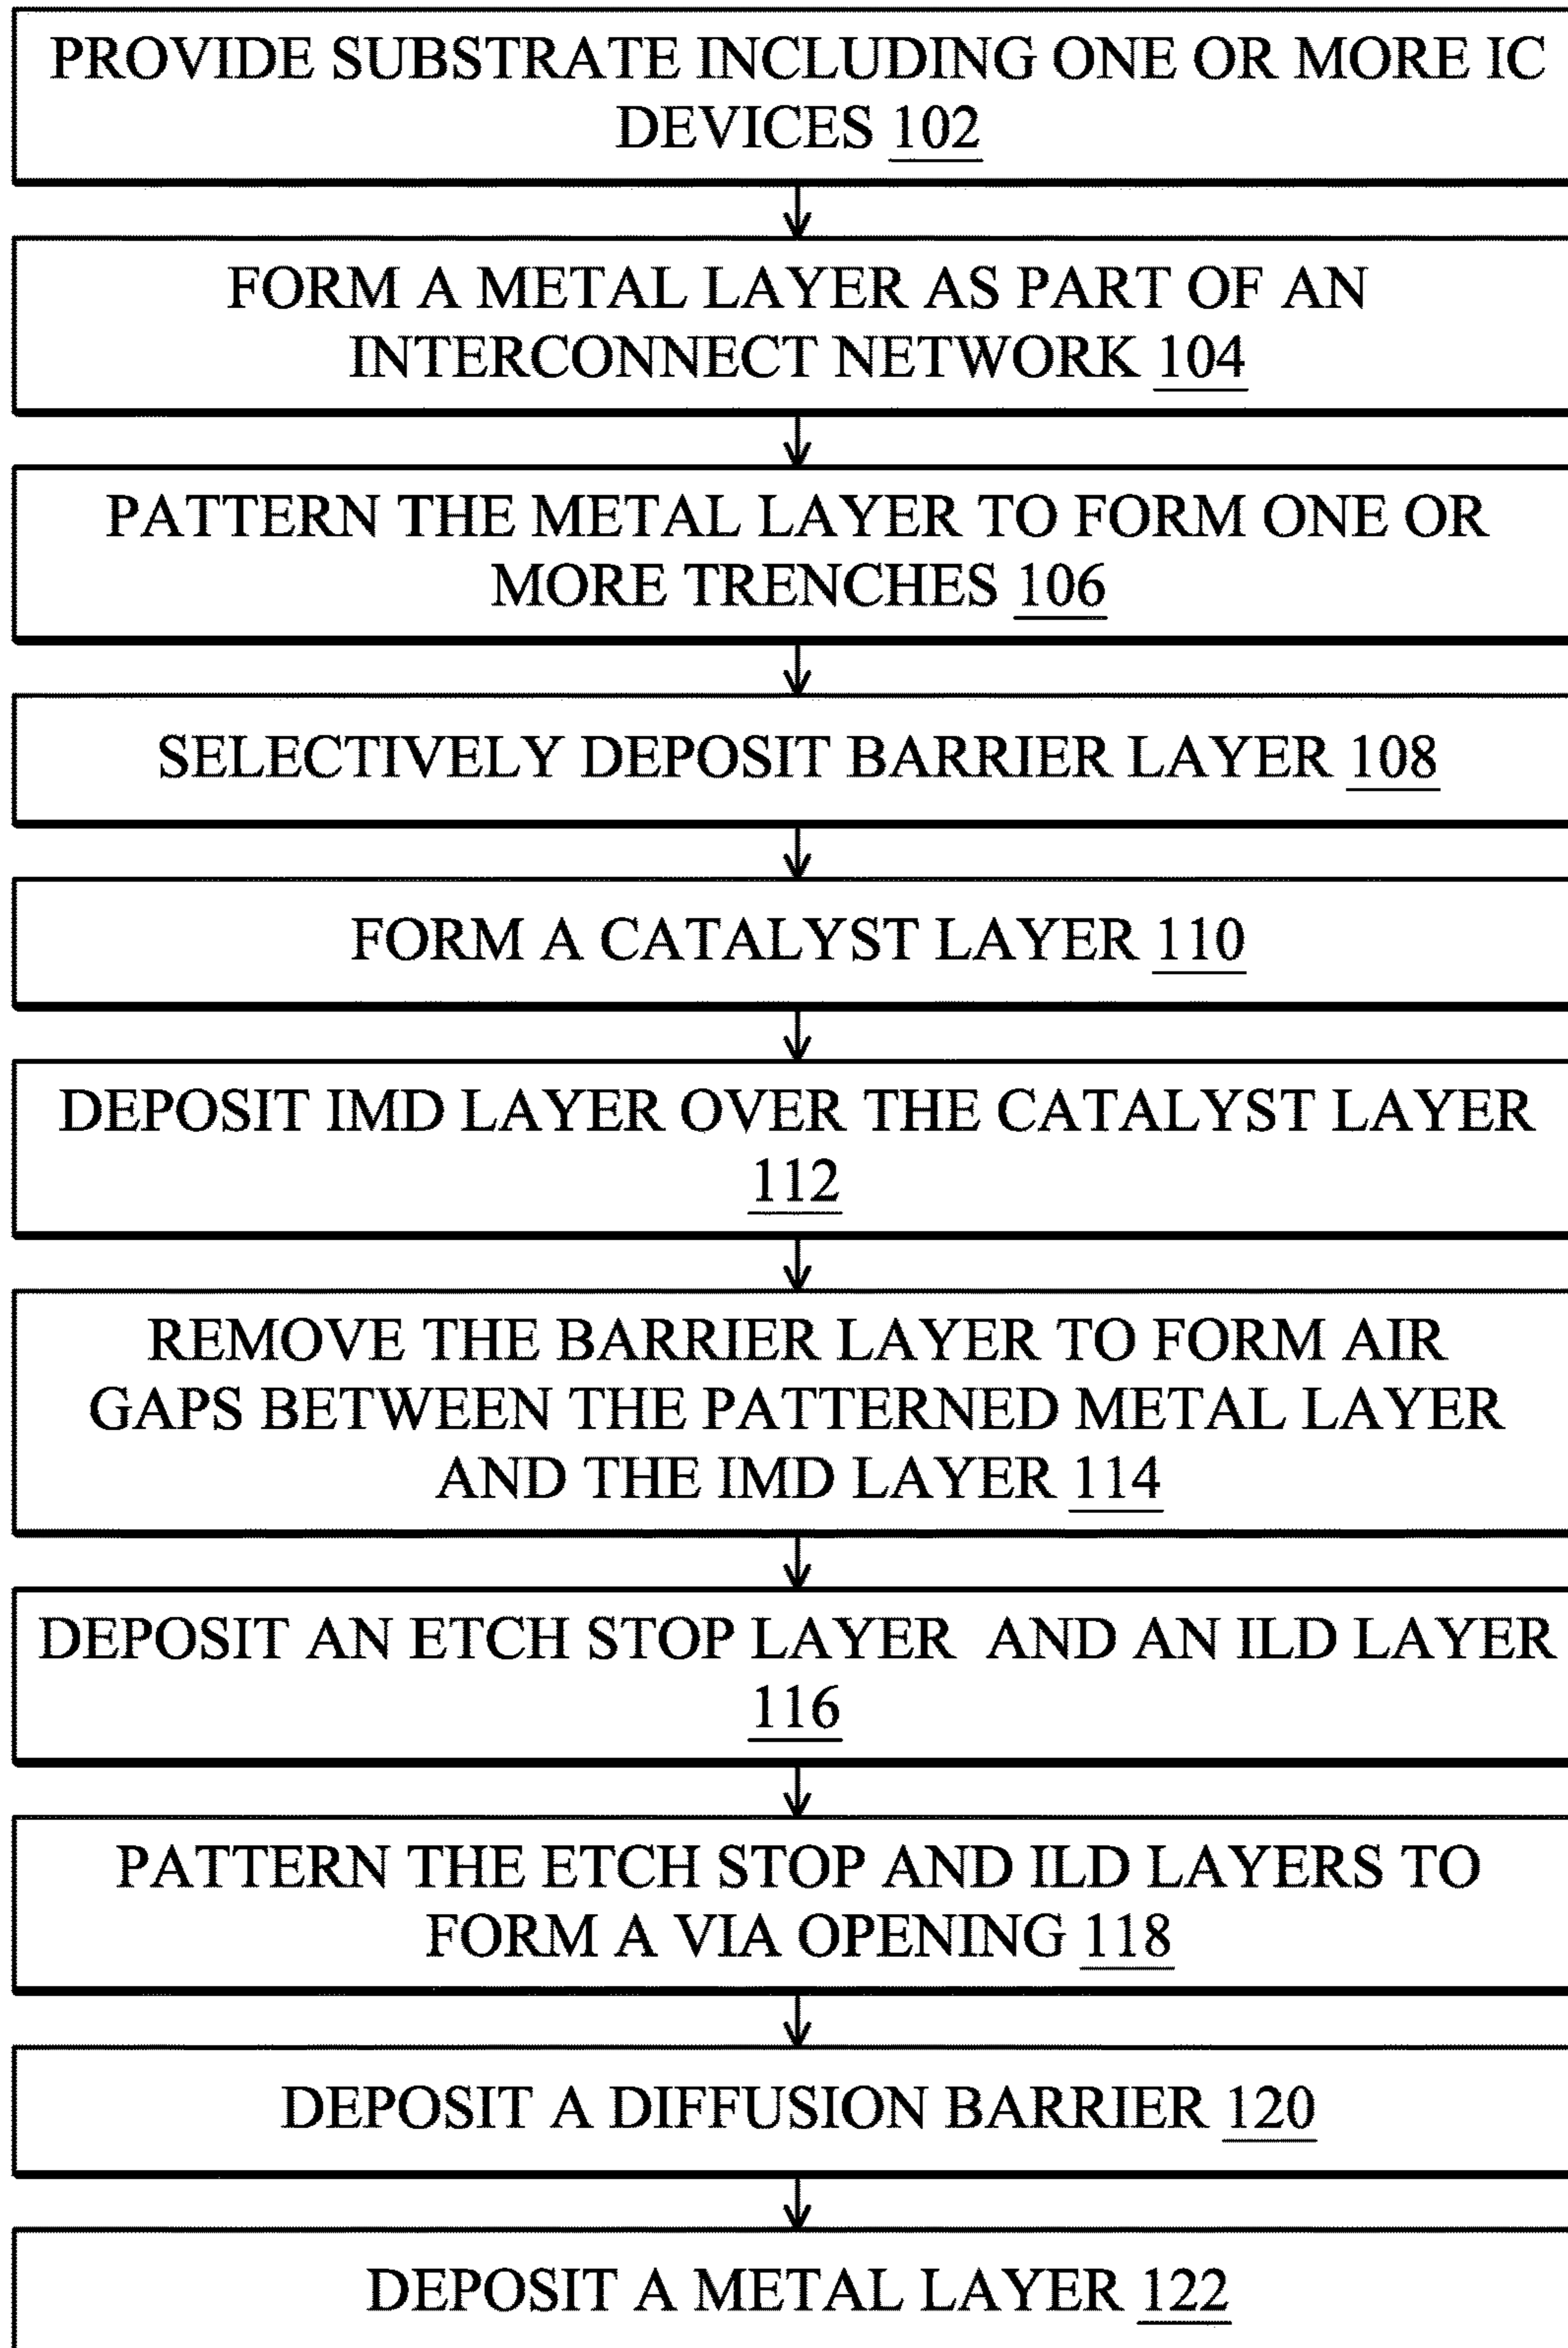 PROVIDE SUBSTRATE INCLUDING ONE OR MORE IC
DEVICES 102
FORM A METAL LAYER AS PART OF AN
INTERCONNECT NETWORK 104
PATTERN THE METAL LAYER TO FORM ONE OR
MORE TRENCHES 106
SELECTIVELY DEPOSIT BARRIER LAYER 108
FORM A CATALYST LAYER 110
DEPOSIT IMD LAYER OVER THE CATALYST LAYER
112
REMOVE THE BARRIER LAYER TO FORM AIR
GAPS BETWEEN THE PATTERNED METAL LAYER
AND THE IMD LAYER 114
DEPOSIT AN ETCH STOP LAYER AND AN ILD LAYER
116
PATTERN THE ETCH STOP AND ILD LAYERS TO
FORM A VIA OPENING 118
DEPOSIT A DIFFUSION BARRIER 120
DEPOSIT A METAL LAYER 122